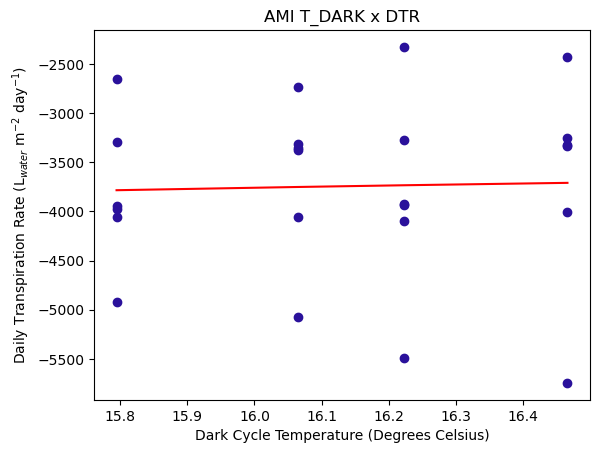 AMI T_DARK x DTR
Daily Transpiration Rate (L_water m⁻² day⁻¹)
−2500
−3000
−3500
−4000
−4500
−5000
−5500
15.8 15.9 16.0 16.1 16.2 16.3 16.4
Dark Cycle Temperature (Degrees Celsius)